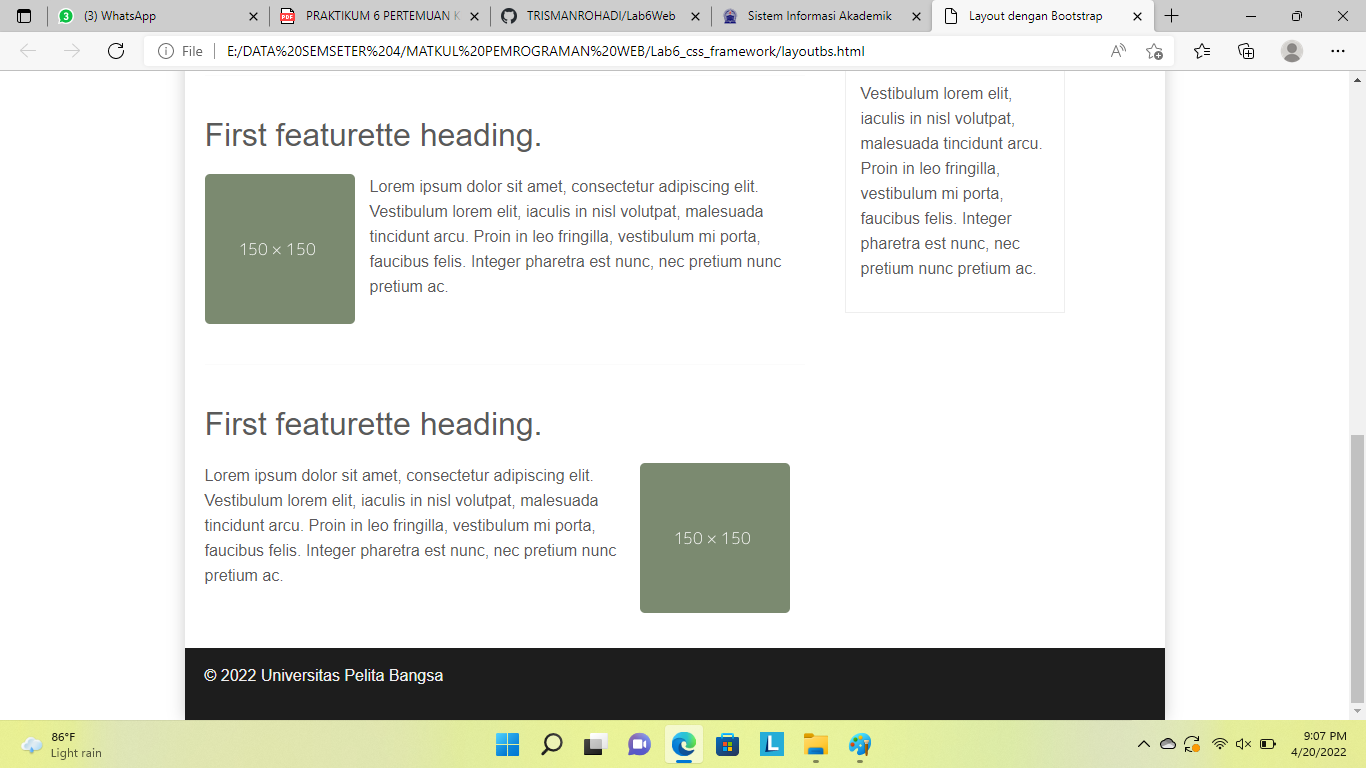 (3) WhatsApp
PRAKTIKUM 6 PERTEMUAN K
TRISMANROHADI/Lab6Web
Sistem Informasi Akademik
Layout dengan Bootstrap
File
E:/DATA%20SEMSETER%204/MATKUL%20PEMROGRAMAN%20WEB/Lab6_css_framework/layoutbs.html
First featurette heading.
150 × 150
Lorem ipsum dolor sit amet, consectetur adipiscing elit.
Vestibulum lorem elit, iaculis in nisl volutpat, malesuada
tincidunt arcu. Proin in leo fringilla, vestibulum mi porta,
faucibus felis. Integer pharetra est nunc, nec pretium nunc
pretium ac.
Vestibulum lorem elit,
iaculis in nisl volutpat,
malesuada tincidunt arcu.
Proin in leo fringilla,
vestibulum mi porta,
faucibus felis. Integer
pharetra est nunc, nec
pretium nunc pretium ac.
First featurette heading.
Lorem ipsum dolor sit amet, consectetur adipiscing elit.
Vestibulum lorem elit, iaculis in nisl volutpat, malesuada
tincidunt arcu. Proin in leo fringilla, vestibulum mi porta,
faucibus felis. Integer pharetra est nunc, nec pretium nunc
pretium ac.
150 × 150
© 2022 Universitas Pelita Bangsa
86°F
Light rain
9:07 PM
4/20/2022